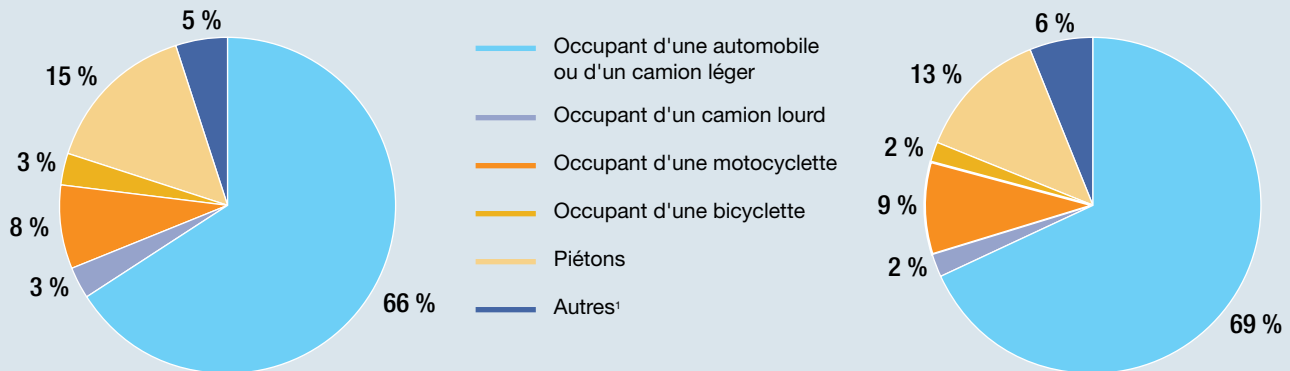 5 %
15 %
3 %
8 %
3 %
66 %
Occupant d'une automobile
ou d'un camion léger
Occupant d'un camion lourd
Occupant d'une motocyclette
Occupant d'une bicyclette
Piétons
Autres¹
6 %
13 %
2 %
9 %
2 %
69 %